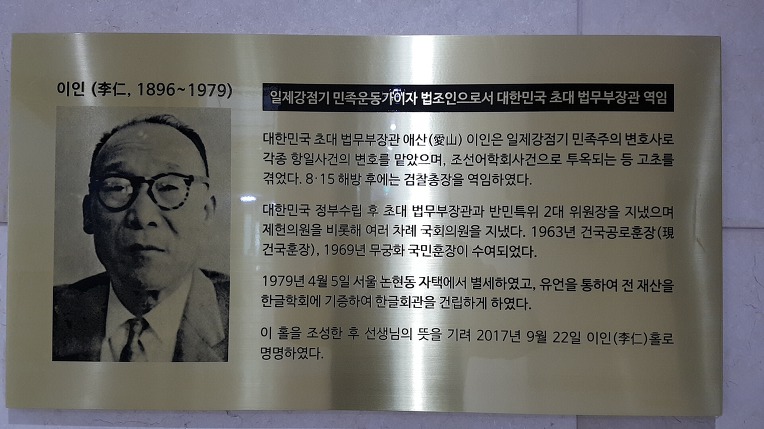 이인 (李仁, 1896~1979)
일제강점기 민족운동가이자 법조인으로서 대한민국 초대 법무부장관 역임
대한민국 초대 법무부장관 애산(愛山) 이인은 일제강점기 민족주의 변호사로
각종 항일사건의 변호를 맡았으며, 조선어학회사건으로 투옥되는 등 고초를
겪었다. 8·15 해방 후에는 검찰총장을 역임하였다.
대한민국 정부수립 후 초대 법무부장관과 반민특위 2대 위원장을 지냈으며
제헌의원을 비롯해 여러 차례 국회의원을 지냈다. 1963년 건국공로훈장(現
건국훈장), 1969년 무궁화 국민훈장이 수여되었다.
1979년 4월 5일 서울 논현동 자택에서 별세하였고, 유언을 통하여 전 재산을
한글학회에 기증하여 한글회관을 건립하게 하였다.
이 홀을 조성한 후 선생님의 뜻을 기려 2017년 9월 22일 이인(李仁)홀로
명명하였다.